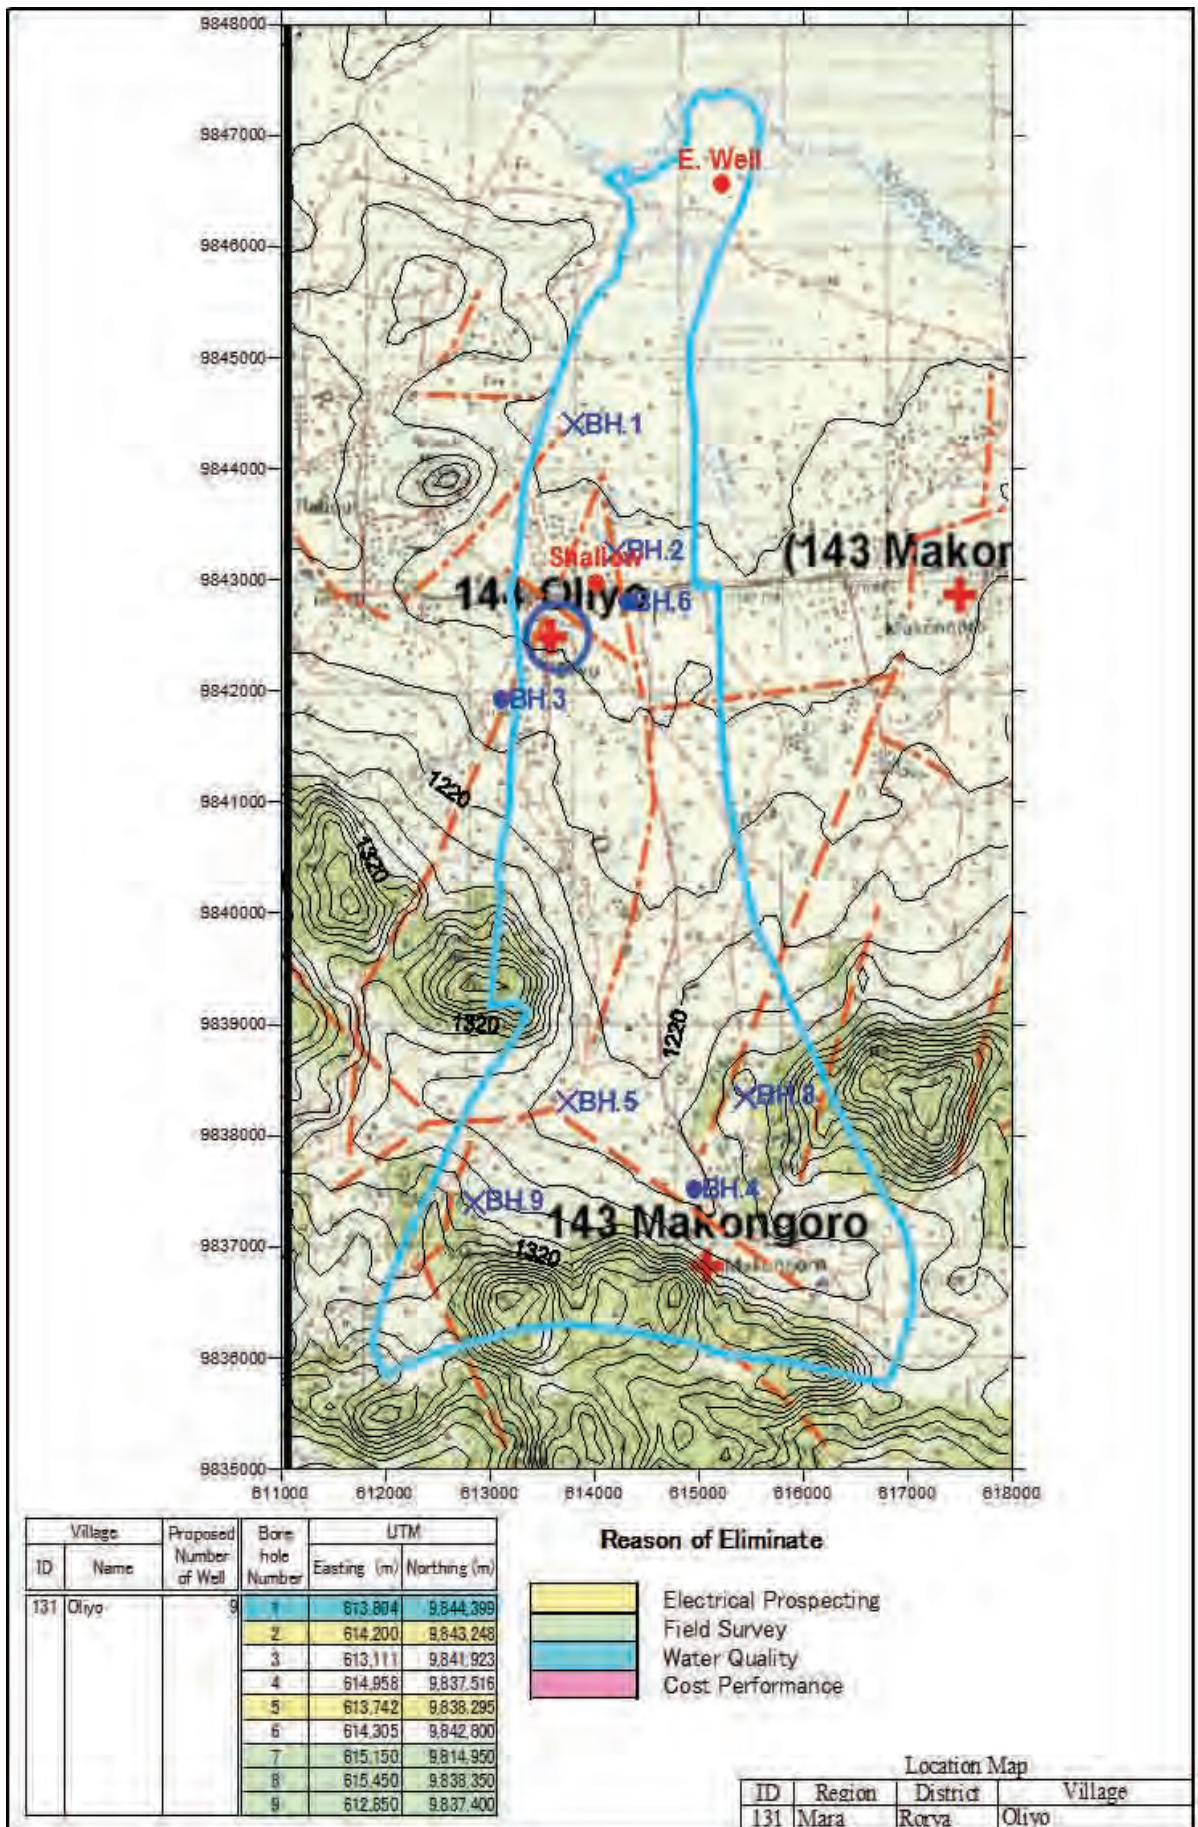 9848000
9847000
E. Well
9846000
9845000
BH.1
9844000
(143 Makor
BH.2
Shallow
9843000
144 Oliyo
BH.6
9842000
BH.3
1220
9841000
1320
9840000
9839000
1320
1220
BH.5
BH.8
9838000
BH.4
BH.9
143 Makongoro
9837000
1320
Makongoro
9836000
9835000
611000 612000 613000 614000 615000 616000 617000 618000
Village Proposed Number of Well Bore hole Number UTM
ID Name Easting (m) Northing (m)
131 Oliyo 9 1 613,804 9,844,399
2 614,200 9,843,248
3 613,111 9,841,923
4 614,958 9,837,516
5 613,742 9,838,295
6 614,305 9,842,800
7 615,150 9,814,950
8 615,450 9,838,350
9 612,850 9,837,400
Reason of Eliminate
Electrical Prospecting
Field Survey
Water Quality
Cost Performance
Location Map
ID Region District Village
131 Mara Rorya Oliyo